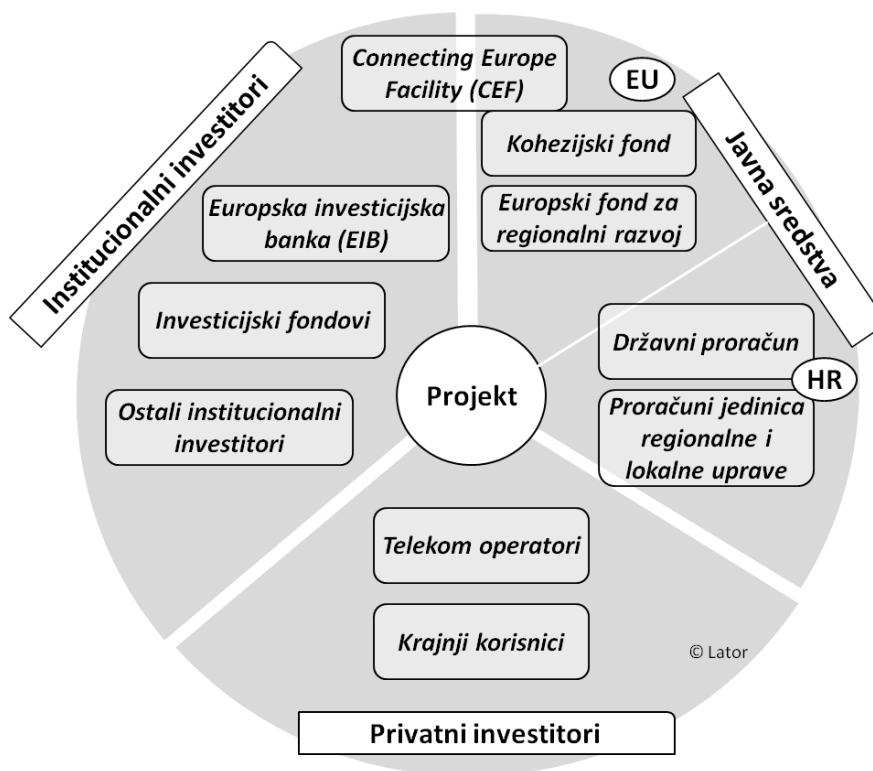 Connecting Europe
Facility (CEF)
EU
Institucionalni investitori
Javna sredstva
Kohezijski fond
Europska investicijska
banka (EIB)
Europski fond za
regionalni razvoj
Investicijski fondovi
Državni proračun
HR
Projekt
Ostali institucionalni
investitori
Proračuni jedinica
regionalne i
lokalne uprave
Telekom operatori
Krajnji korisnici
© Lator
Privatni investitori